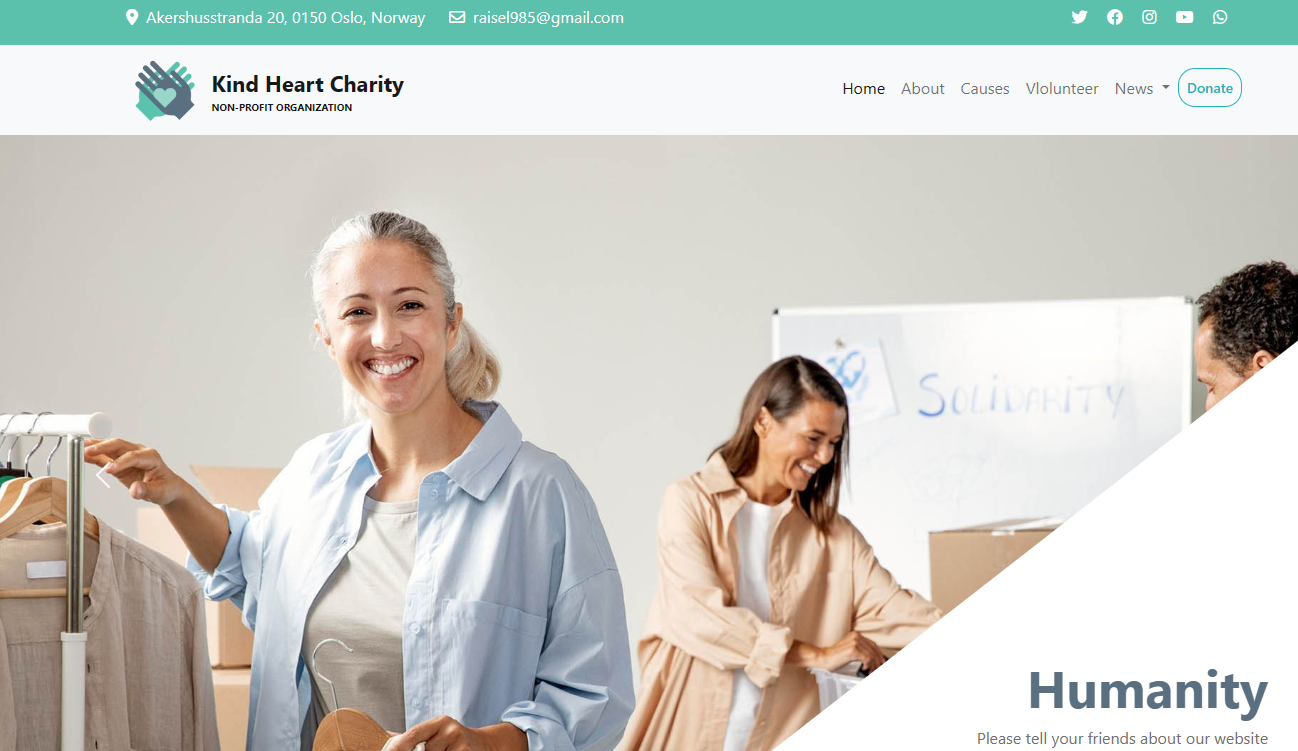 Akershusstranda 20, 0150 Oslo, Norway raisel985@gmail.com
Kind Heart Charity
NON-PROFIT ORGANIZATION
Home About Causes Vlolunteer News Donate
SOLiDARiTY
Humanity
Please tell your friends about our website